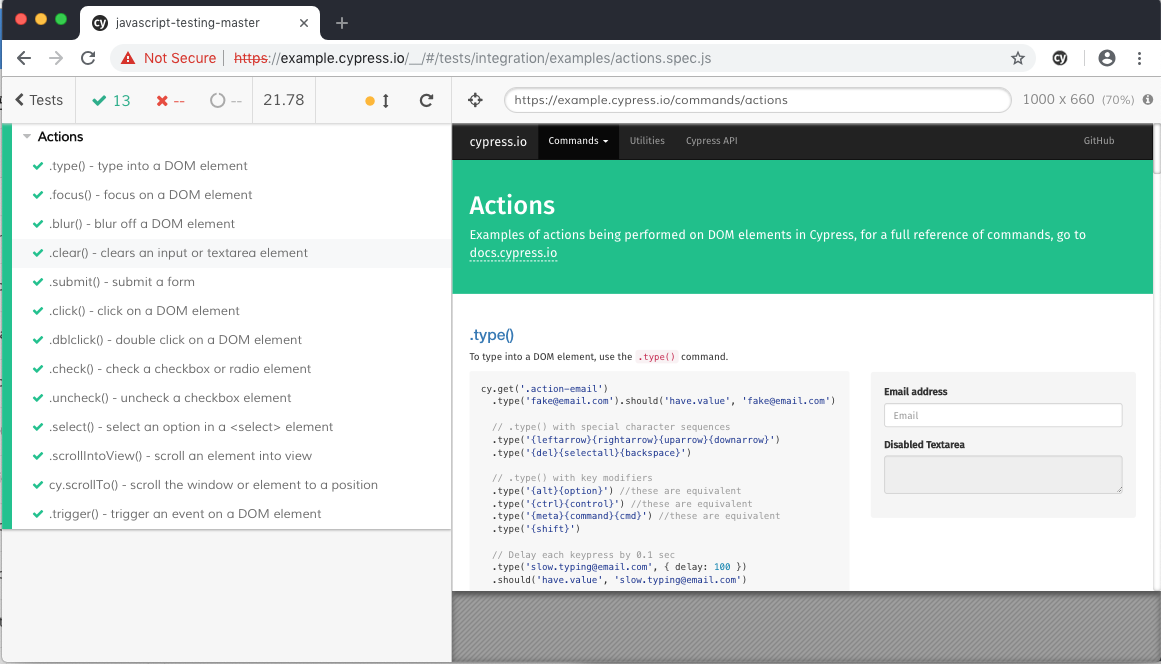 cy javascript-testing-master
Not Secure https://example.cypress.io/__/#/tests/integration/examples/actions.spec.js
cy
Tests 13 -- -- 21.78
https://example.cypress.io/commands/actions 1000 x 660 (70%)
Actions
.type() - type into a DOM element
.focus() - focus on a DOM element
.blur() - blur off a DOM element
.clear() - clears an input or textarea element
.submit() - submit a form
.click() - click on a DOM element
.dblclick() - double click on a DOM element
.check() - check a checkbox or radio element
.uncheck() - uncheck a checkbox element
.select() - select an option in a <select> element
.scrollIntoView() - scroll an element into view
cy.scrollTo() - scroll the window or element to a position
.trigger() - trigger an event on a DOM element
cypress.io Commands Utilities Cypress API GitHub
Actions
Examples of actions being performed on DOM elements in Cypress, for a full reference of commands, go to
docs.cypress.io
.type()
To type into a DOM element, use the .type() command.
cy.get('.action-email')
.type('fake@email.com').should('have.value', 'fake@email.com')
// .type() with special character sequences
.type('{leftarrow}{rightarrow}{uparrow}{downarrow}')
.type('{del}{selectall}{backspace}')
// .type() with key modifiers
.type('{alt}{option}') //these are equivalent
.type('{ctrl}{control}') //these are equivalent
.type('{meta}{command}{cmd}') //these are equivalent
.type('{shift}')
// Delay each keypress by 0.1 sec
.type('slow.typing@email.com', { delay: 100 })
.should('have.value', 'slow.typing@email.com')
Email address
Email
Disabled Textarea